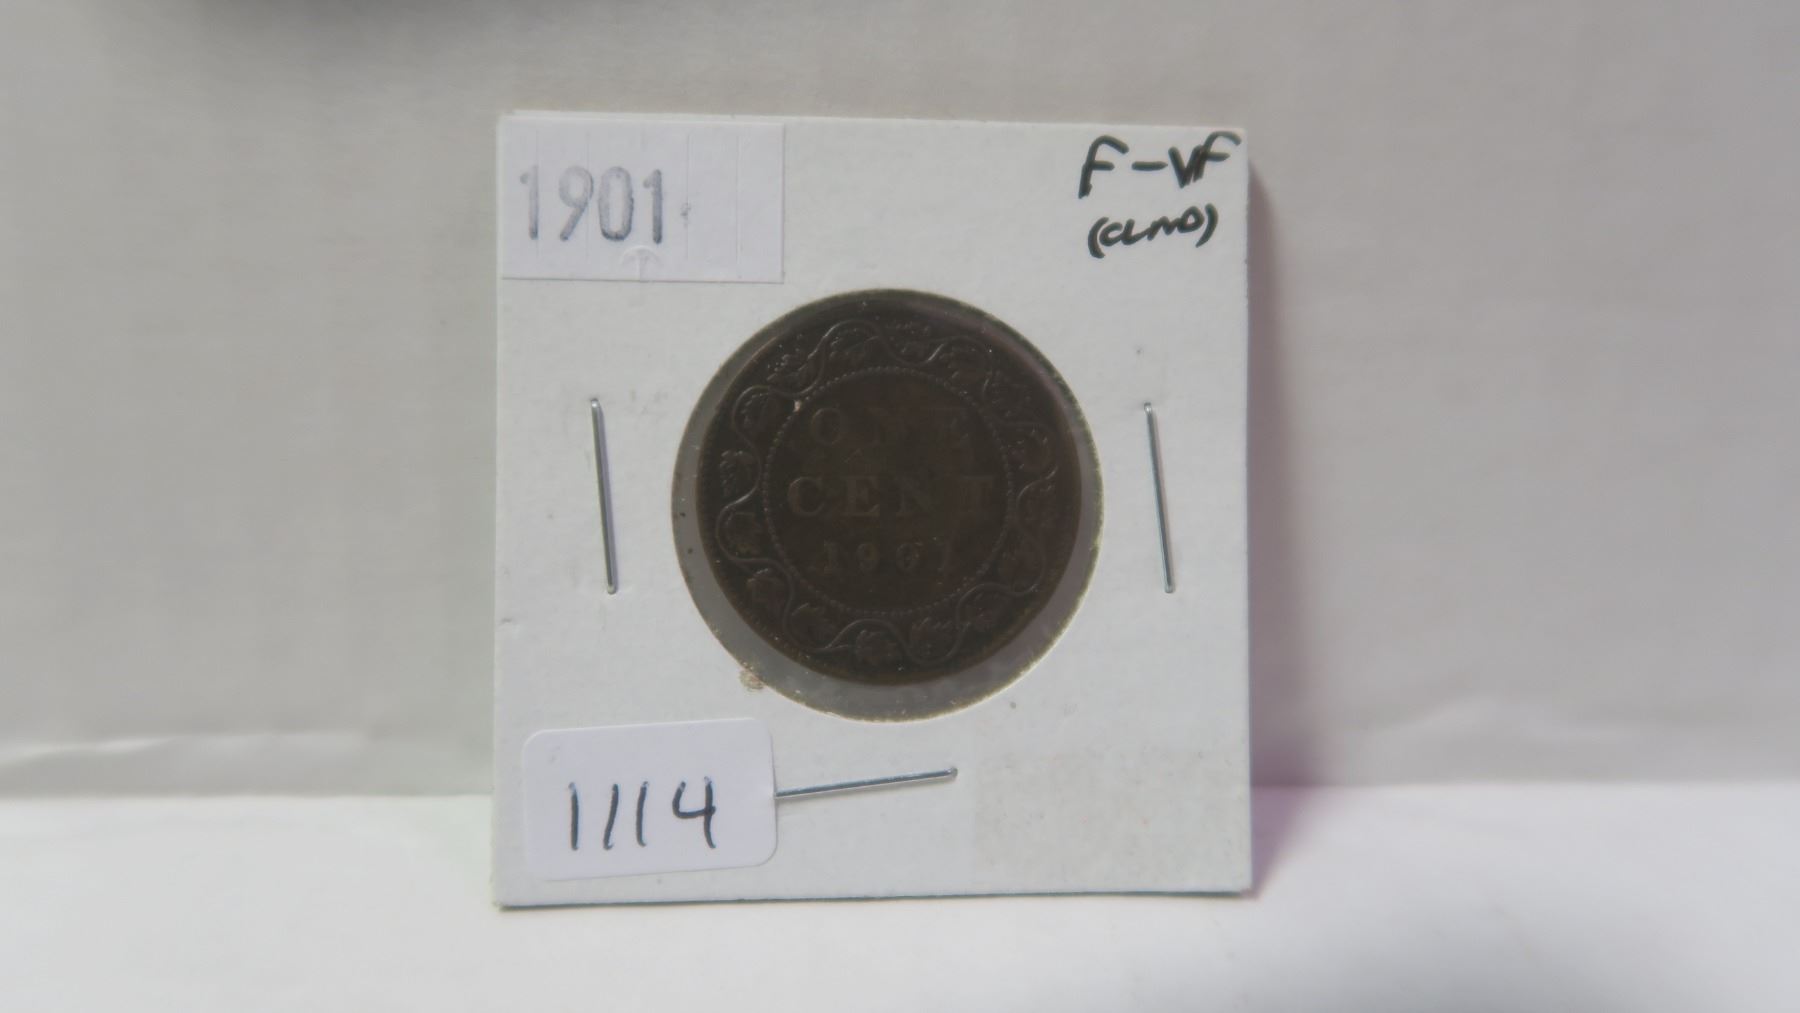 1901
F-VF
(CLND)
ONE
CENT
1901
1114